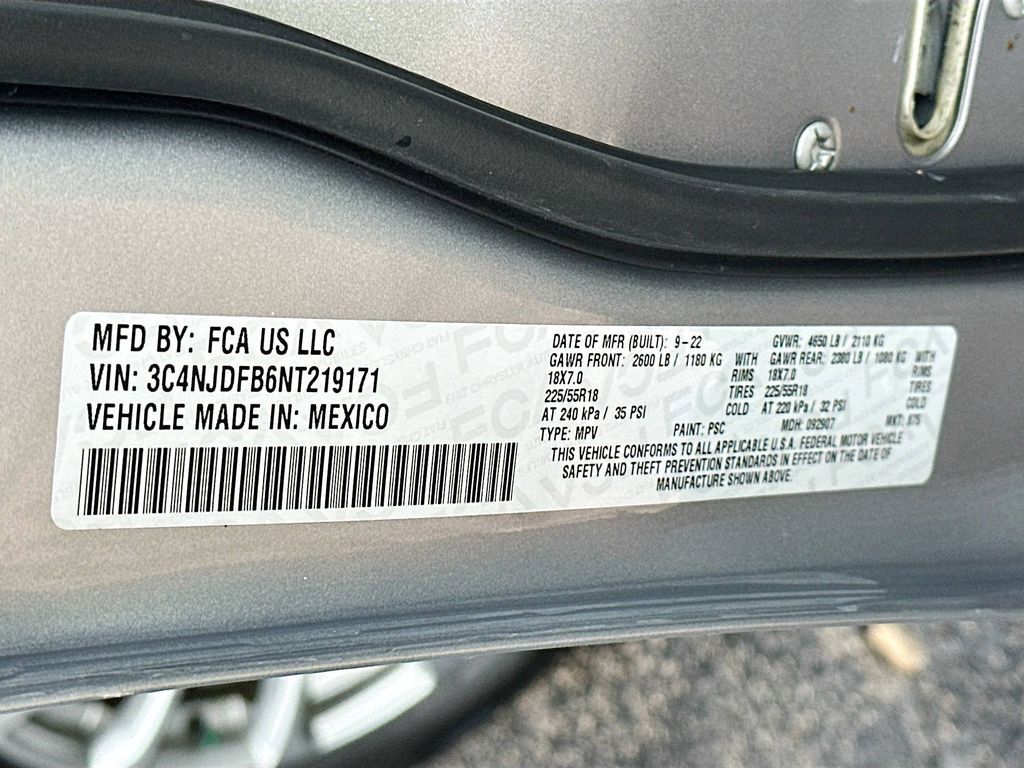 MFD BY: FCA US LLC
VIN: 3C4NJDFB6NT219171
VEHICLE MADE IN: MEXICO
DATE OF MFR (BUILT): 9-22 GVWR: 4650 LB / 2110 KG
GAWR FRONT: 2600 LB / 1180 KG WITH GAWR REAR: 2380 LB / 1080 KG WITH
18X7.0 RIMS 18X7.0 RIMS
225/55R18 TIRES 225/55R18 TIRES
AT 240 kPa / 35 PSI COLD AT 220 kPa / 32 PSI COLD
TYPE: MPV PAINT: PSC MDH: 092907 MKT:
THIS VEHICLE CONFORMS TO ALL APPLICABLE U.S.A. FEDERAL MOTOR VEHICLE
SAFETY AND THEFT PREVENTION STANDARDS IN EFFECT ON THE DATE OF
MANUFACTURE SHOWN ABOVE.